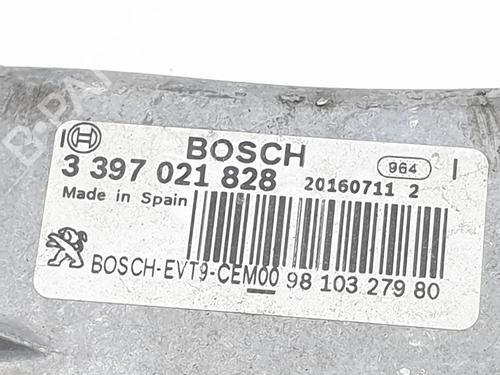 BOSCH
964
3 397 021 828
20160711 2
Made in Spain
BOSCH-EVT9-CEM00 98 103 279 80